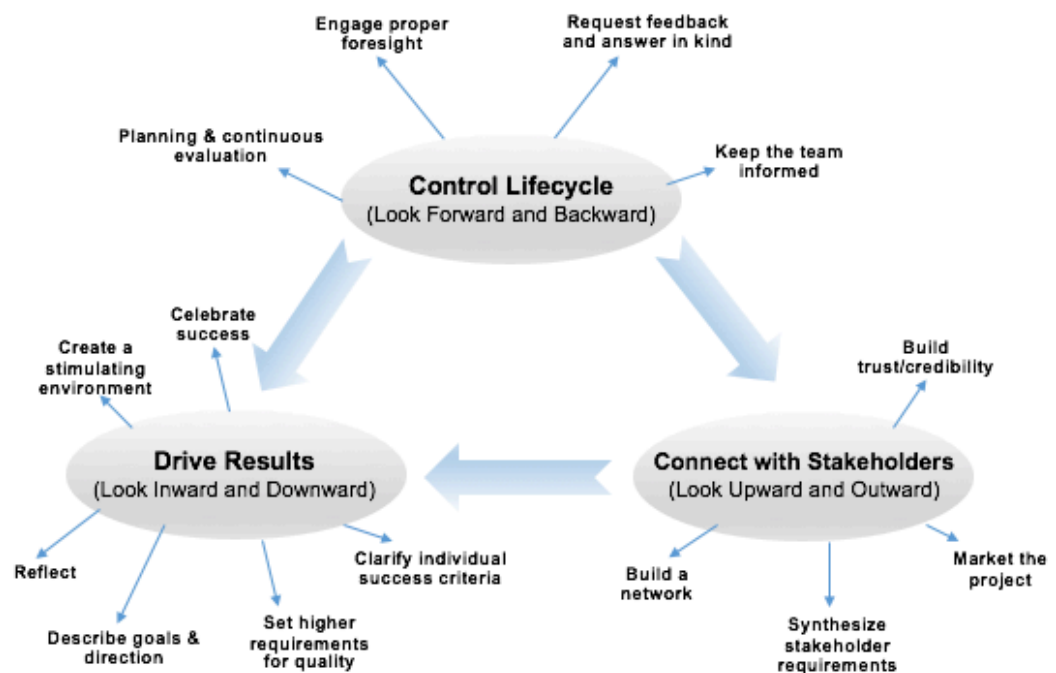 Engage proper
foresight
Request feedback
and answer in kind
Planning & continuous
evaluation
Keep the team
informed
Control Lifecycle
(Look Forward and Backward)
Celebrate
success
Create a
stimulating
environment
Build
trust/credibility
Drive Results
(Look Inward and Downward)
Connect with Stakeholders
(Look Upward and Outward)
Reflect
Describe goals &
direction
Set higher
requirements
for quality
Clarify individual
success criteria
Build a
network
Synthesize
stakeholder
requirements
Market the
project